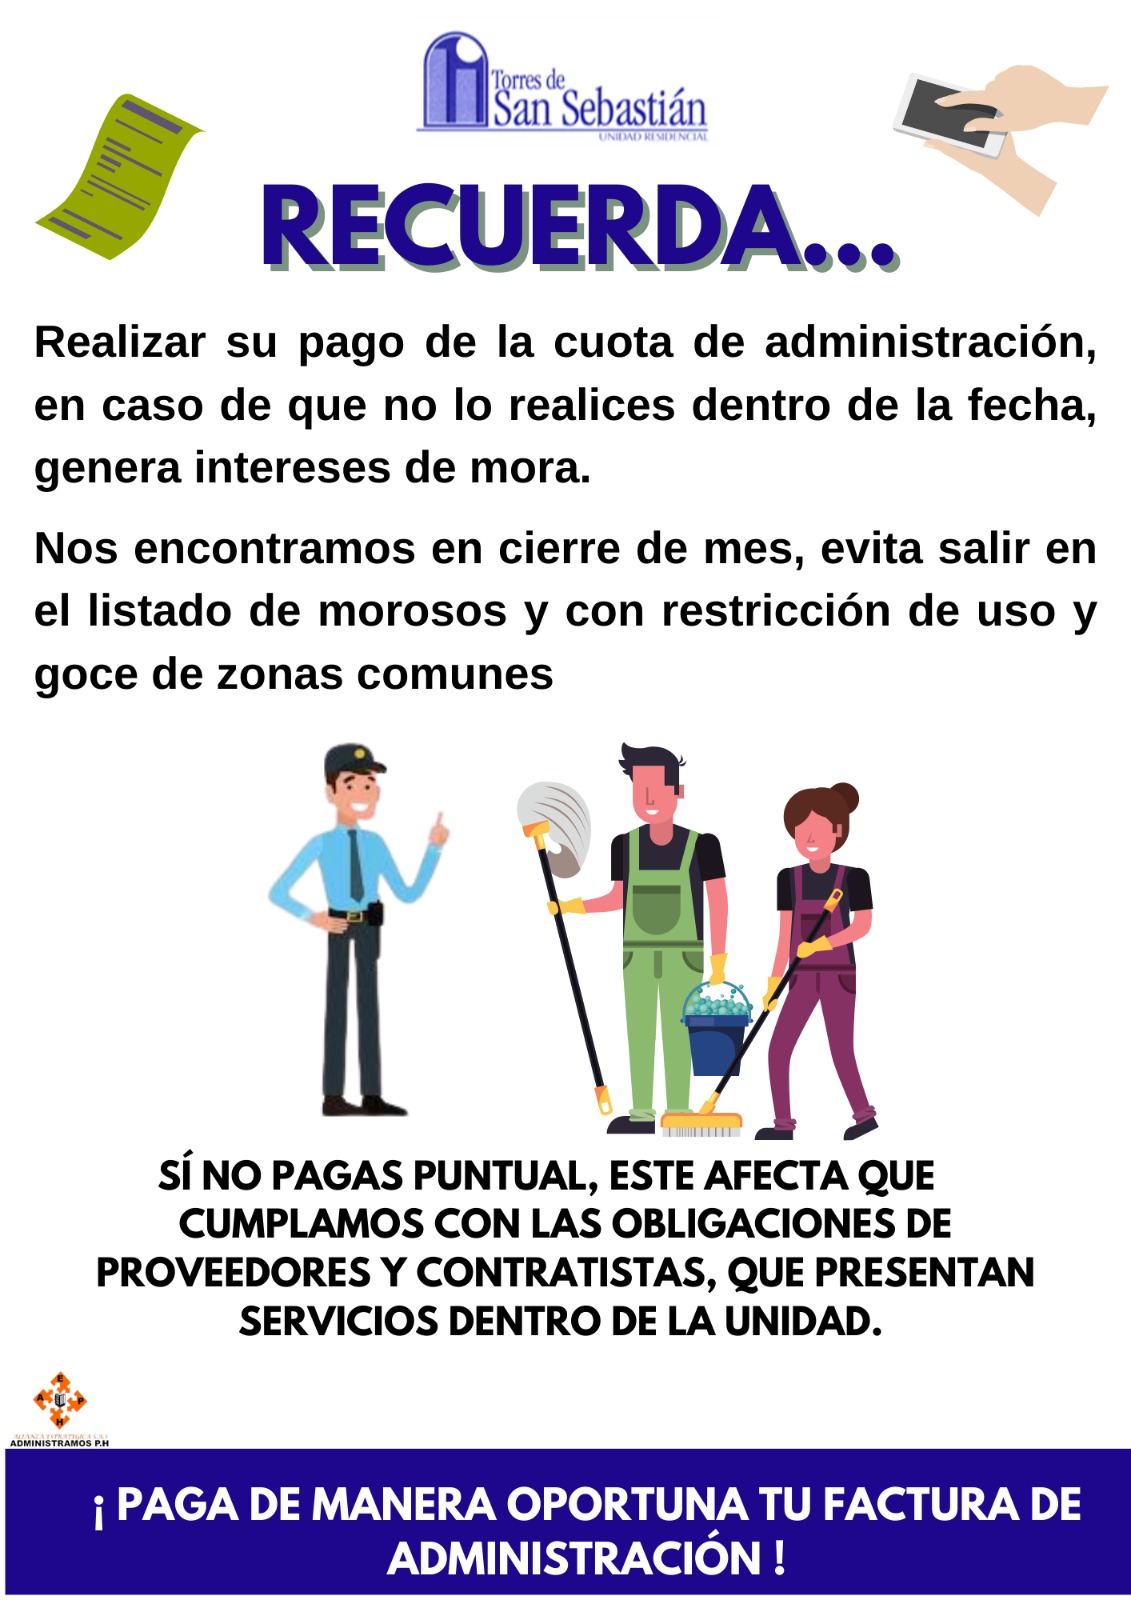 Torres de
San Sebastián
UNIDAD RESIDENCIAL
RECUERDA...
Realizar su pago de la cuota de administración,
en caso de que no lo realices dentro de la fecha,
genera intereses de mora.
Nos encontramos en cierre de mes, evita salir en
el listado de morosos y con restricción de uso y
goce de zonas comunes
SÍ NO PAGAS PUNTUAL, ESTE AFECTA QUE
CUMPLAMOS CON LAS OBLIGACIONES DE
PROVEEDORES Y CONTRATISTAS, QUE PRESENTAN
SERVICIOS DENTRO DE LA UNIDAD.
E
A P
H
ALIANZA ESTRATEGICA S.A.S
ADMINISTRAMOS P.H
¡ PAGA DE MANERA OPORTUNA TU FACTURA DE
ADMINISTRACIÓN !